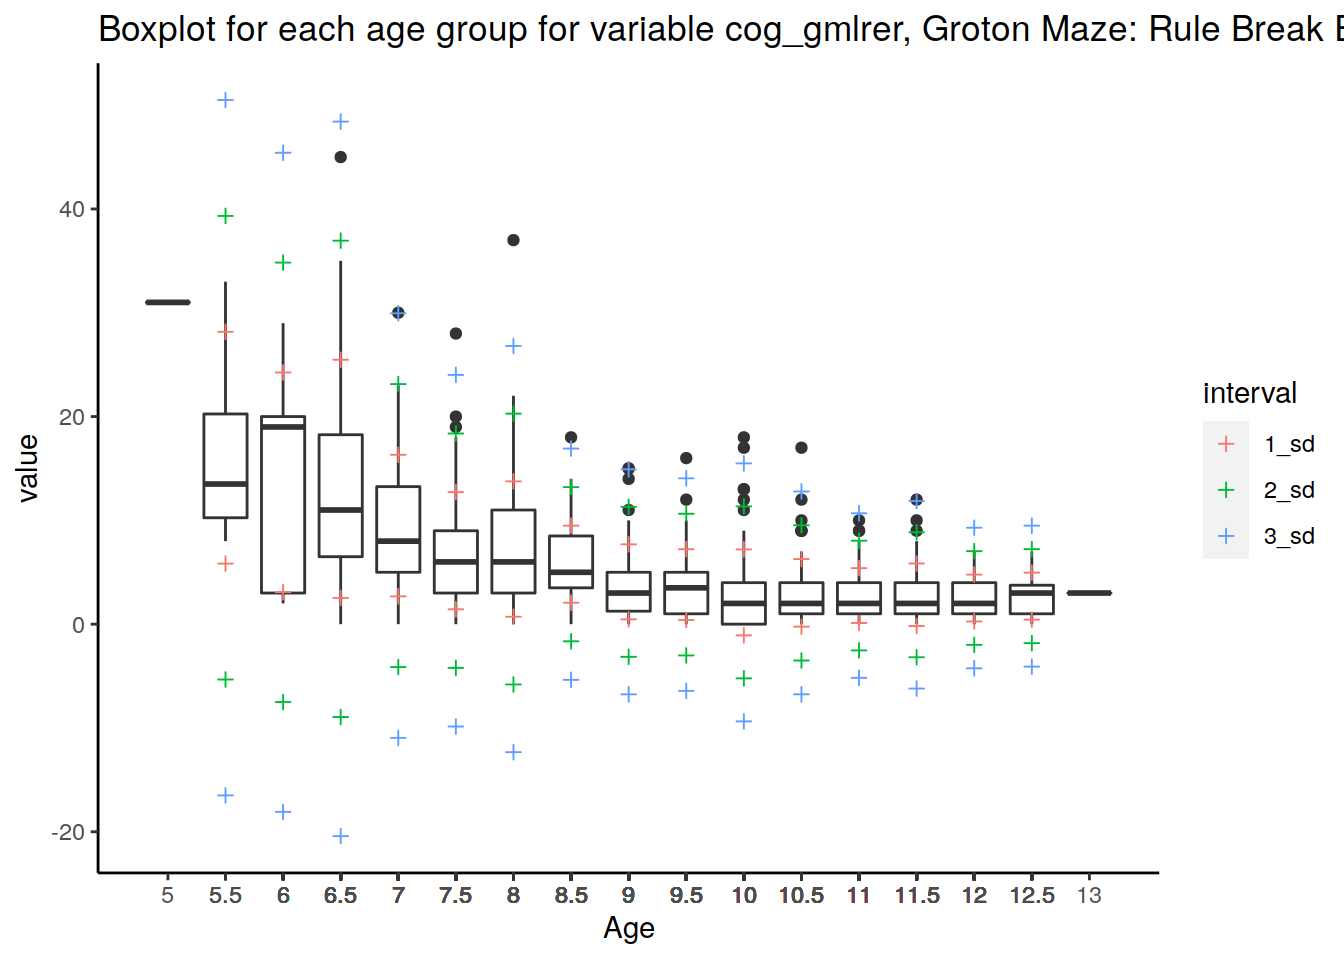 Boxplot for each age group for variable cog_gmlrer, Groton Maze: Rule Break
value
40
20
0
-20
5 5.5 6 6.5 7 7.5 8 8.5 9 9.5 10 10.5 11 11.5 12 12.5 13
Age
interval
1_sd
2_sd
3_sd